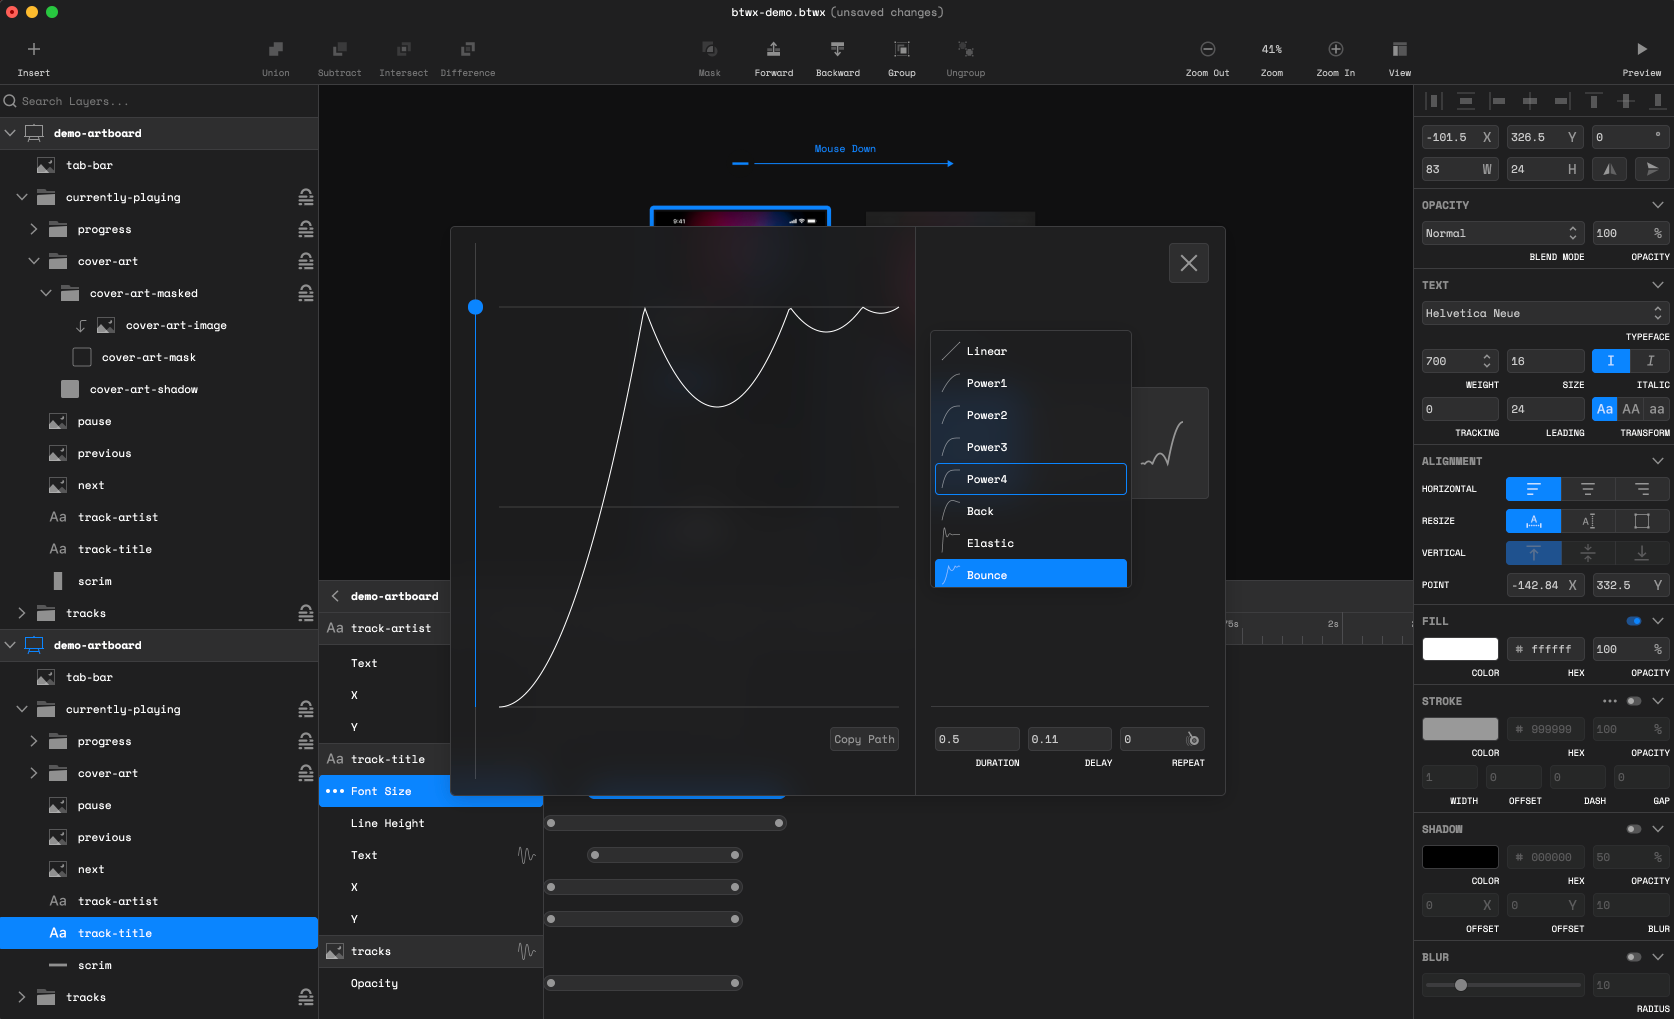 btwx-demo.btwx (unsaved changes)
Insert
Union
Subtract
Intersect
Difference
Mask
Forward
Backward
Group
Ungroup
Zoom Out
41%
Zoom
Zoom In
View
Preview
Search Layers...
demo-artboard
tab-bar
currently-playing
progress
cover-art
cover-art-masked
cover-art-image
cover-art-mask
cover-art-shadow
pause
previous
next
Aa track-artist
Aa track-title
scrim
tracks
demo-artboard
tab-bar
currently-playing
progress
cover-art
pause
previous
next
Aa track-artist
Aa track-title
scrim
tracks
Mouse Down
9:41
Copy Path
Linear
Power1
Power2
Power3
Power4
Back
Elastic
Bounce
0.5
DURATION
0.11
DELAY
0
REPEAT
demo-artboard
Aa track-artist
Text
X
Y
Aa track-title
Font Size
Line Height
Text
X
Y
tracks
Opacity
2s
-101.5 X
326.5 Y
0 °
83 W
24 H
OPACITY
Normal
100 %
BLEND MODE
OPACITY
TEXT
Helvetica Neue
TYPEFACE
700
16
I
I
WEIGHT
SIZE
ITALIC
0
24
Aa AA aa
TRACKING
LEADING
TRANSFORM
ALIGNMENT
HORIZONTAL
RESIZE
A
A
VERTICAL
POINT
-142.84 X
332.5 Y
FILL
# ffffff
100 %
COLOR
HEX
OPACITY
STROKE
# 999999
100 %
COLOR
HEX
OPACITY
1
0
0
0
WIDTH
OFFSET
DASH
GAP
SHADOW
# 000000
50 %
COLOR
HEX
OPACITY
0 X
0 Y
10
OFFSET
OFFSET
BLUR
BLUR
10
RADIUS